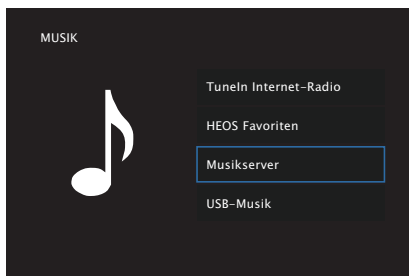 MUSIK
TuneIn Internet-Radio
HEOS Favoriten
Musikserver
USB-Musik